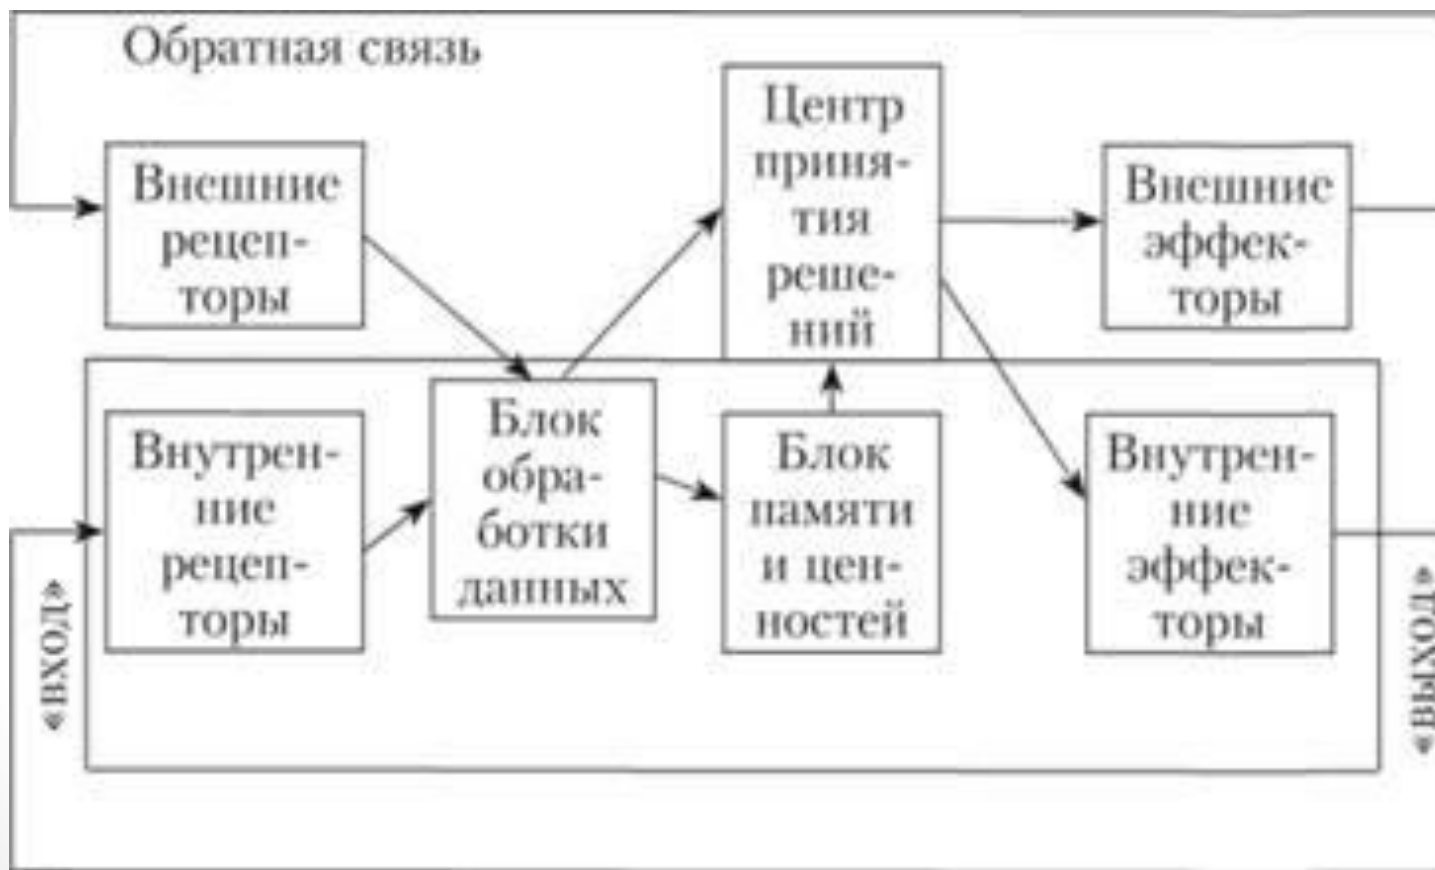 Обратная связь
Внешние
рецеп-
торы
Внутрен-
ние
рецеп-
торы
Блок
обра-
ботки
данных
Центр
приня-
тия
реше-
ний
Блок
памяти
и цен-
ностей
Внешние
эффек-
торы
Внутрен-
ние
эффек-
торы
«ВХОД»
«ВЫХОД»